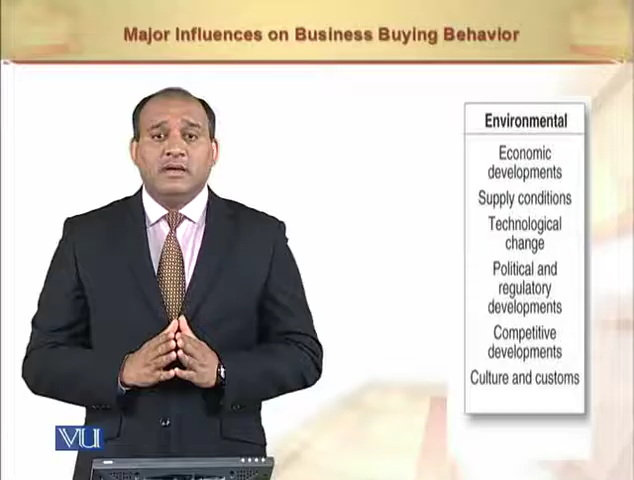 Major Influences on Business Buying Behavior
Environmental
Economic
developments
Supply conditions
Technological
change
Political and
regulatory
developments
Competitive
developments
Culture and customs
VU